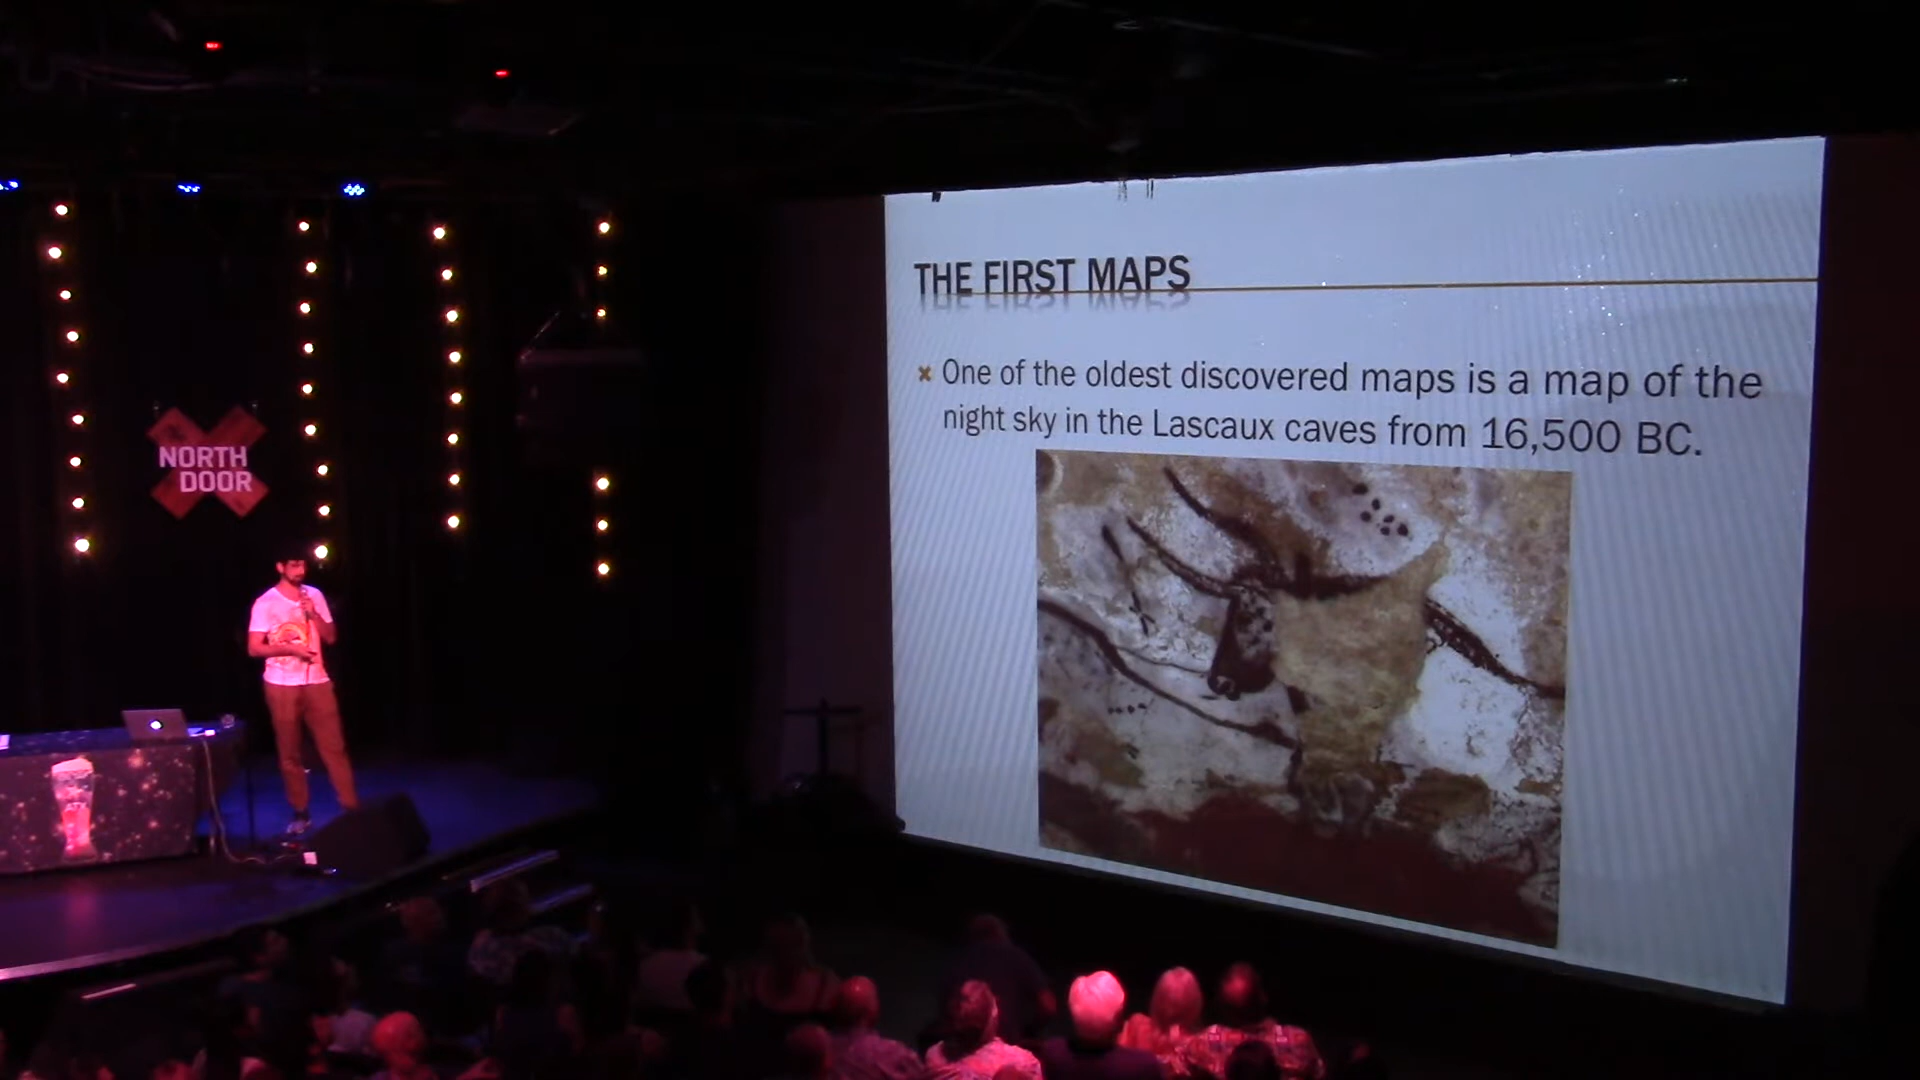 NORTH
DOOR
THE FIRST MAPS
One of the oldest discovered maps is a map of the
night sky in the Lascaux caves from 16,500 BC.